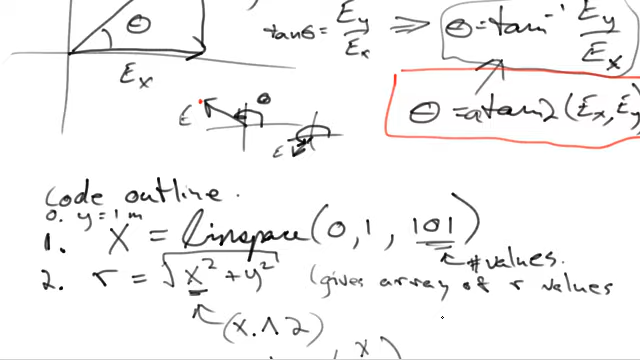 θ
tanθ = Ey/Ex ⇒ θ = tan⁻¹ Ey/Ex
Ex
θ
E
θ = atan2(Ex, Ey
E
Code outline.
0. y = 1 m
1. X = linspace(0, 1, 101)
# values.
2. r = √x² + y² (gives array of r values
(x.^2)
x)